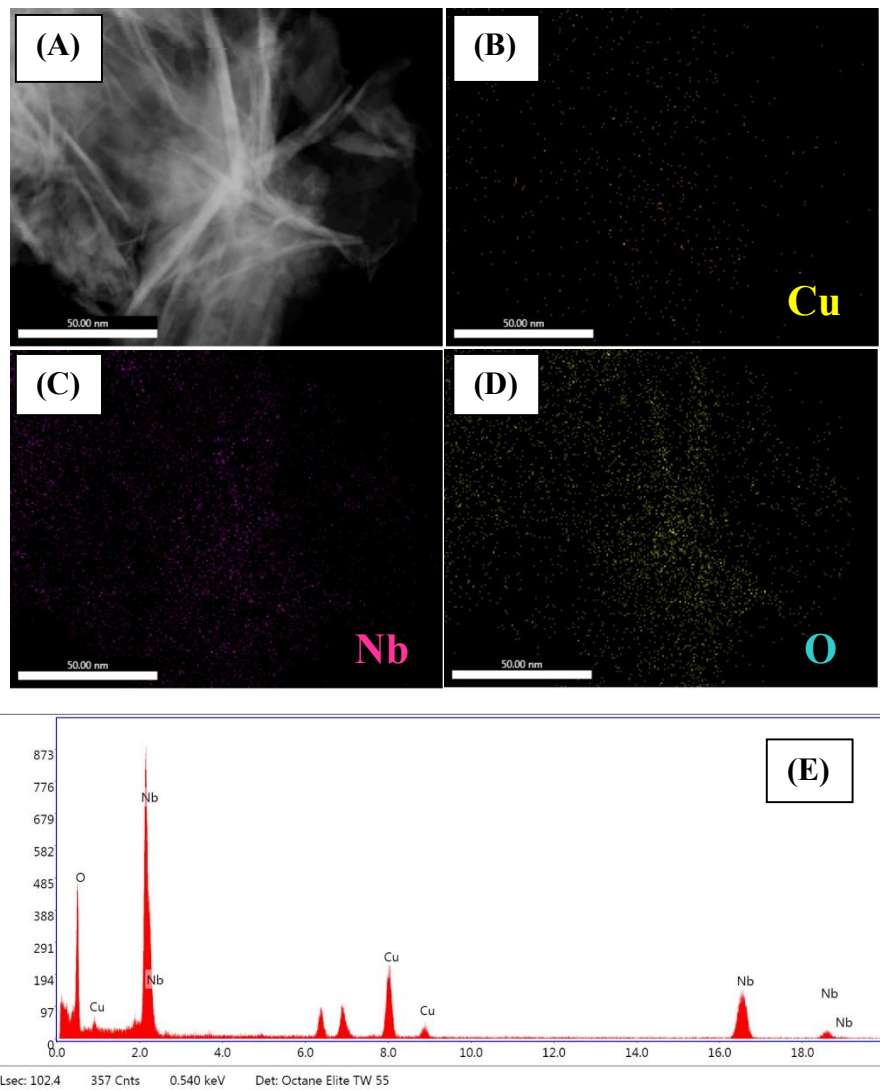 (A)
(B)
50.00 nm
50.00 nm
Cu
(C)
(D)
50.00 nm
Nb
50.00 nm
O
(E)
873
776
679
582
485
388
291
194
97
0
Nb
O
Nb
Cu
Cu
Cu
Nb
Nb
Nb
0.0 2.0 4.0 6.0 8.0 10.0 12.0 14.0 16.0 18.0
Lsec: 102.4 357 Cnts 0.540 keV Det: Octane Elite TW 55